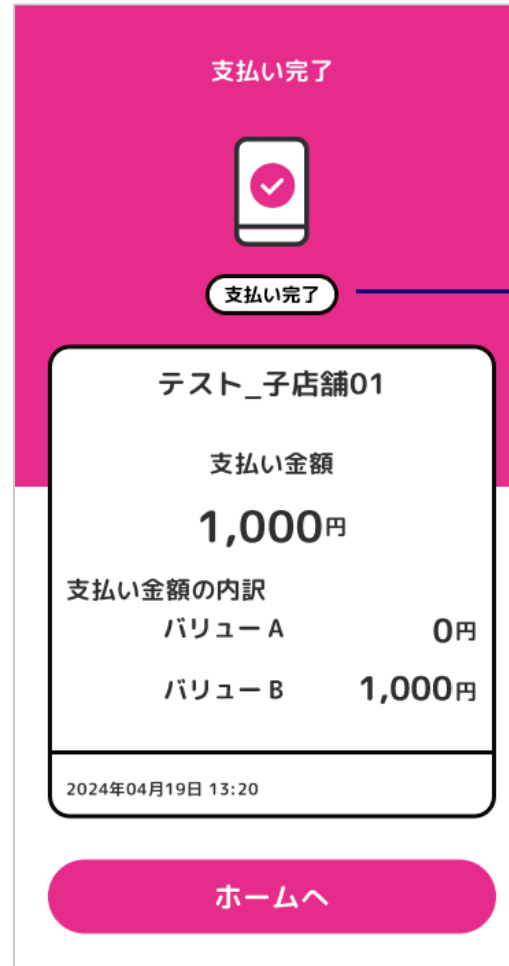 支払い完了
支払い完了
テスト_子店舗01
支払い金額
1,000円
支払い金額の内訳
バリュー A 0円
バリュー B 1,000円
2024年04月19日 13:20
ホームへ